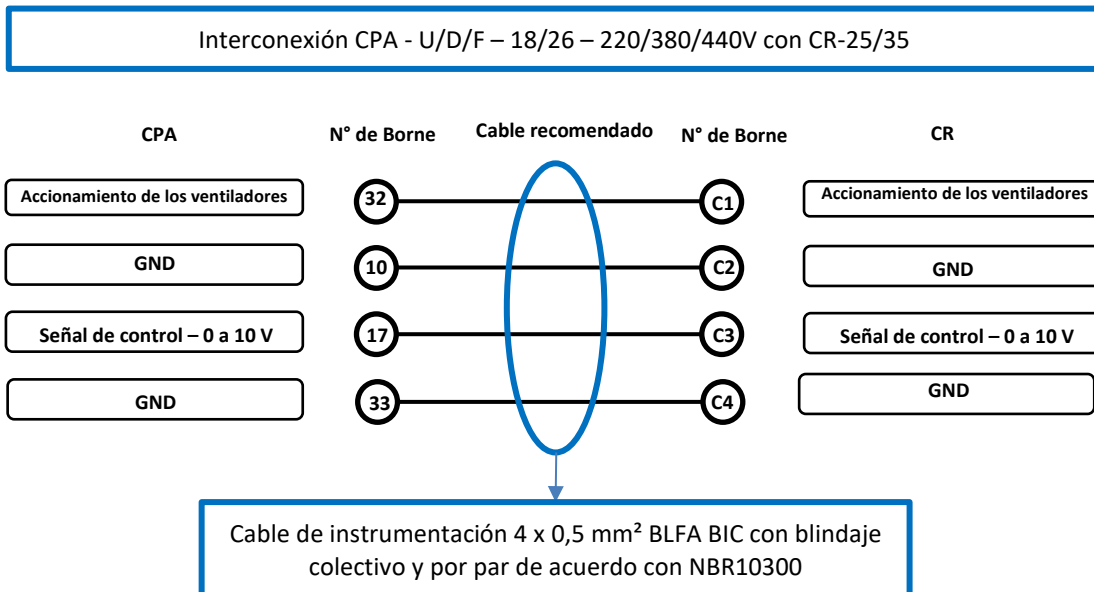 Interconexión CPA - U/D/F – 18/26 – 220/380/440V con CR-25/35
CPA N° de Borne Cable recomendado N° de Borne CR
Accionamiento de los ventiladores 32 C1 Accionamiento de los ventiladores
GND 10 C2 GND
Señal de control – 0 a 10 V 17 C3 Señal de control – 0 a 10 V
GND 33 C4 GND
Cable de instrumentación 4 x 0,5 mm² BLFA BIC con blindaje
colectivo y por par de acuerdo con NBR10300